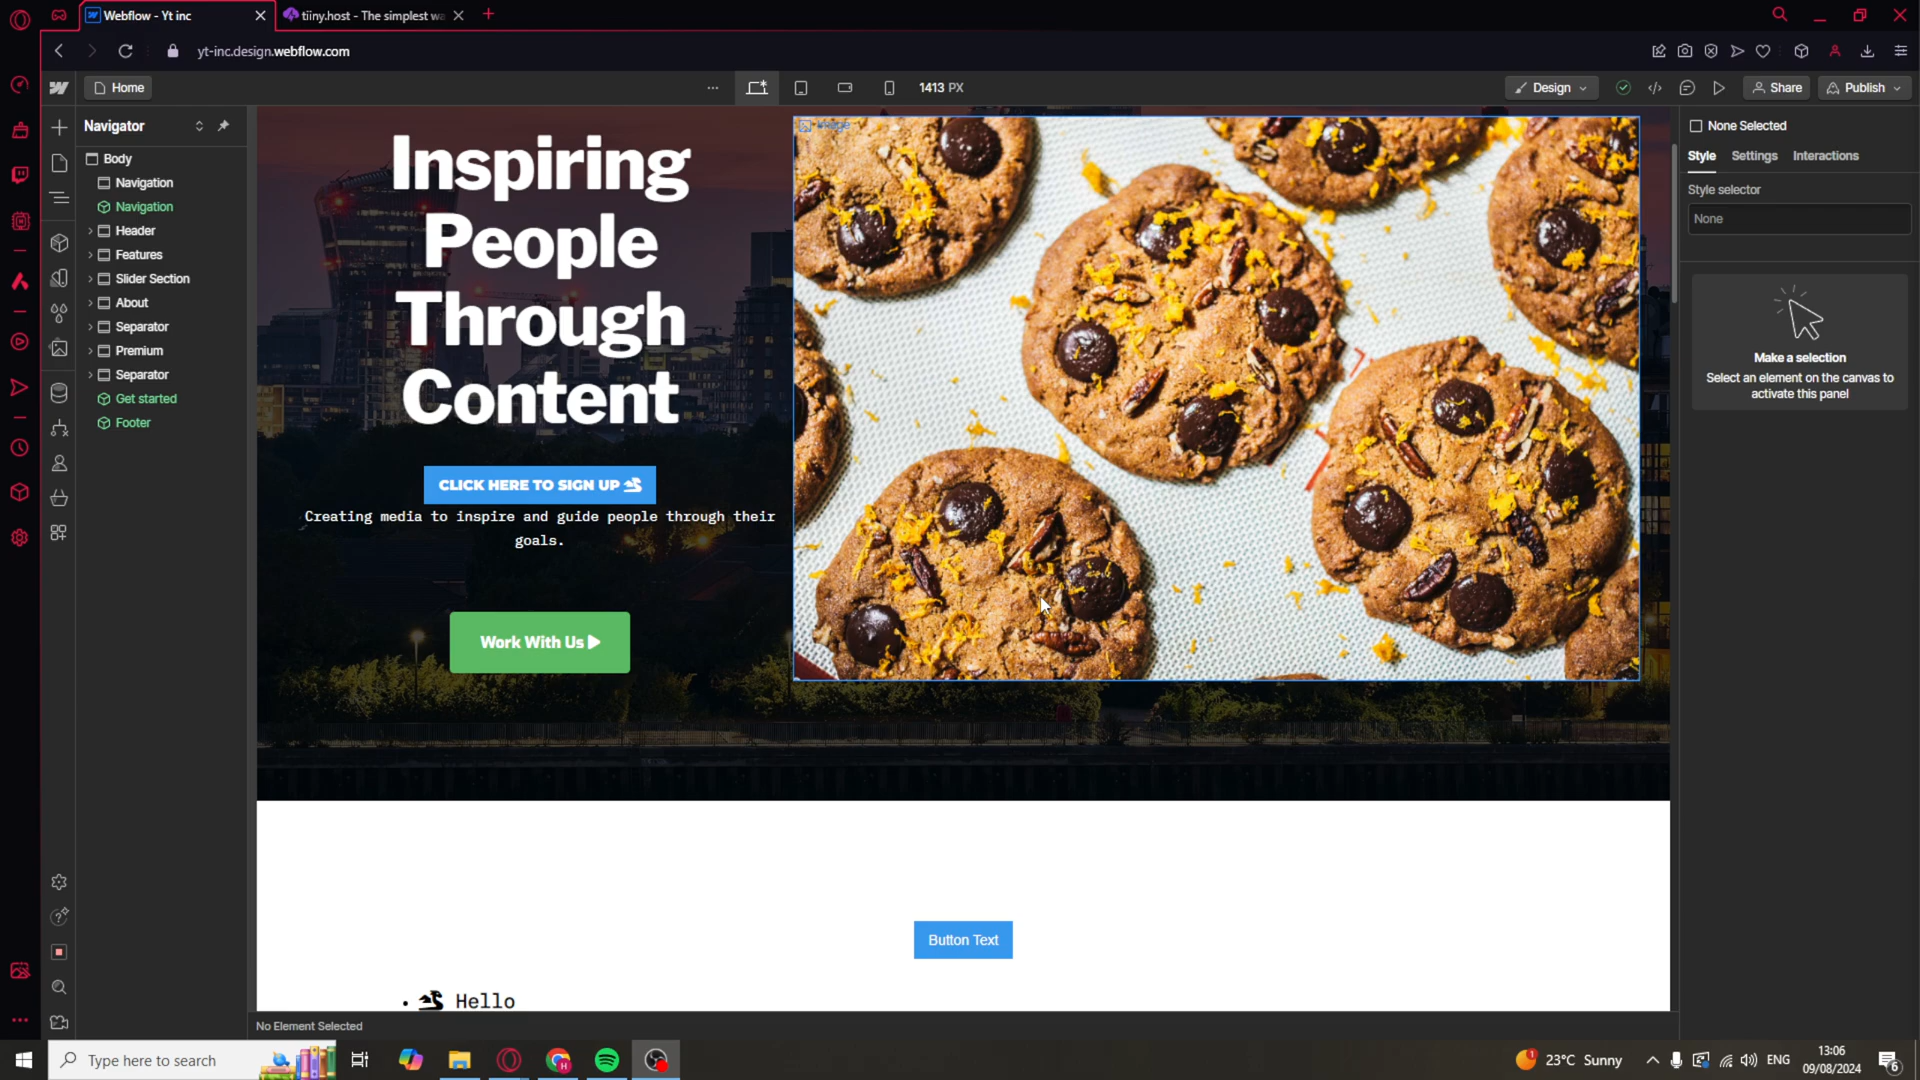 Webflow - Yt inc
tiiny.host - The simplest wa
yt-inc.design.webflow.com
Home
1413 PX
Design
Share
Publish
Navigator
Body
Navigation
Navigation
Header
Features
Slider Section
About
Separator
Premium
Separator
Get started
Footer
Image
Inspiring
People
Through
Content
CLICK HERE TO SIGN UP
Creating media to inspire and guide people through their
goals.
Work With Us
Button Text
• Hello
None Selected
Style Settings Interactions
Style selector
None
Make a selection
Select an element on the canvas to
activate this panel
No Element Selected
Type here to search
1
23°C Sunny
ENG
13:06
09/08/2024
6